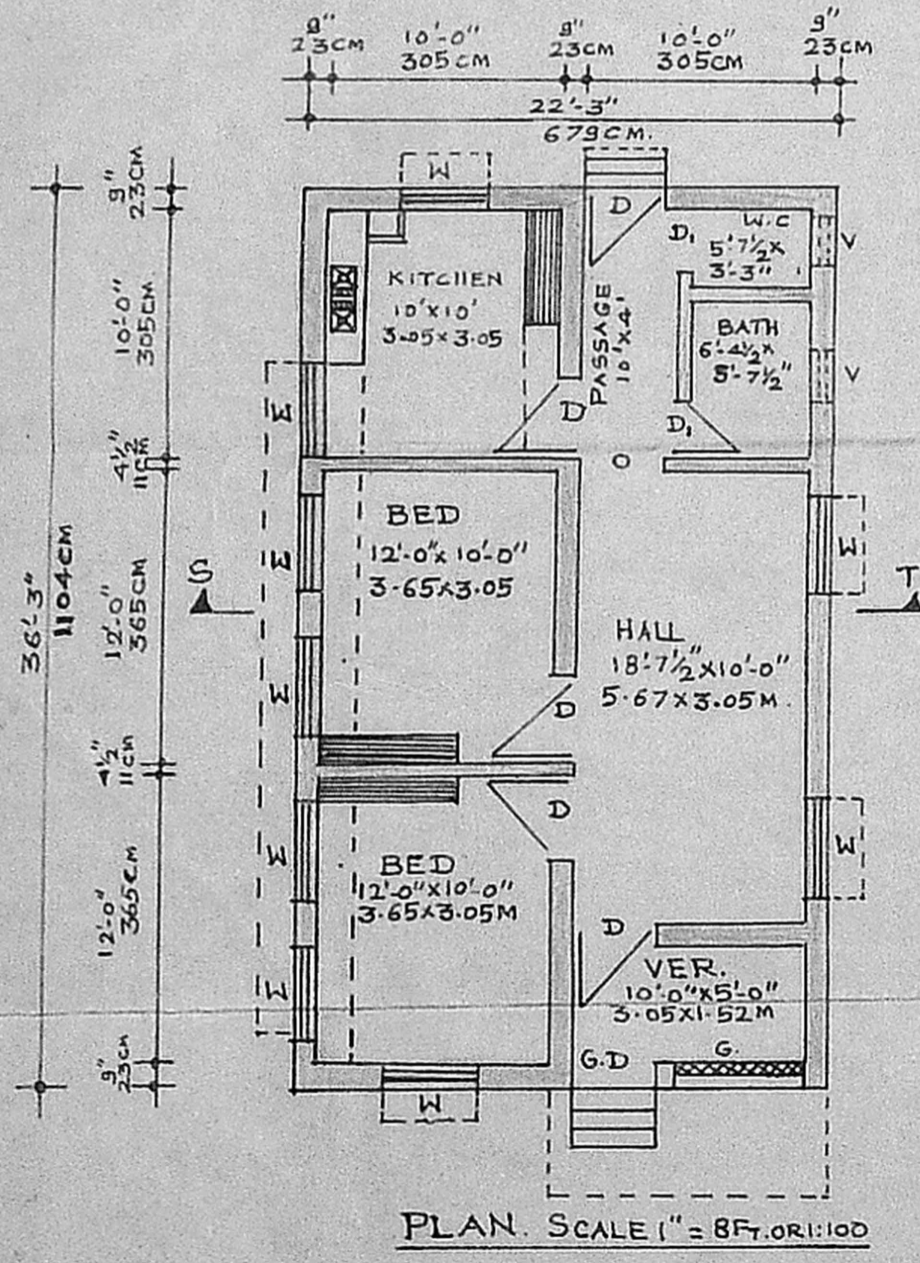 9" 10'-0" 9" 10'-0" 9"
23CM 305CM 23CM 305CM 23CM
22'-3"
679CM.
9"
23CM
10'-0"
305CM
4½"
11CM
12'-0"
365CM
4½"
11CM
12'-0"
365CM
9"
23CM
36'-3"
1104CM
W
D
KITCHEN
10'X10'
3.05X3.05
D
PASSAGE
10'X4'
D1
W.C
5'7½"X
3'-3"
V
BATH
6'-4½"X
5'-7½"
V
D1
W
O
BED
12'-0"X10'-0"
3.65X3.05
W
W
S
T
W
HALL
18'-7½"X10'-0"
5.67X3.05M.
D
D
W
BED
12'-0"X10'-0"
3.65X3.05M
W
W
D
VER.
10'-0"X5'-0"
3.05X1.52M
G.D
G.
W
PLAN. SCALE 1" = 8FT. OR 1:100